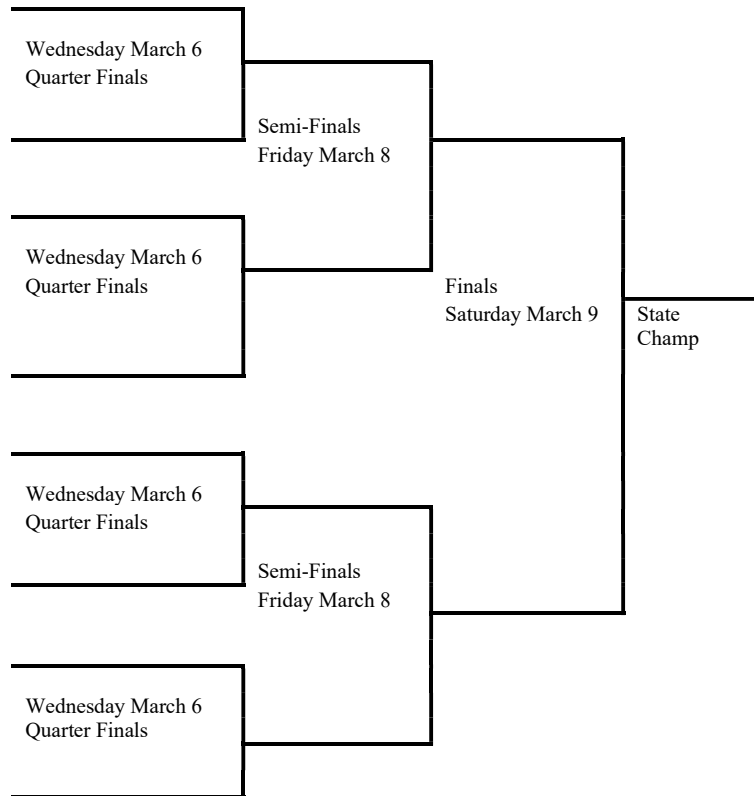 Wednesday March 6
Quarter Finals
Semi-Finals
Friday March 8
Wednesday March 6
Quarter Finals
Finals
Saturday March 9
State
Champ
Wednesday March 6
Quarter Finals
Semi-Finals
Friday March 8
Wednesday March 6
Quarter Finals